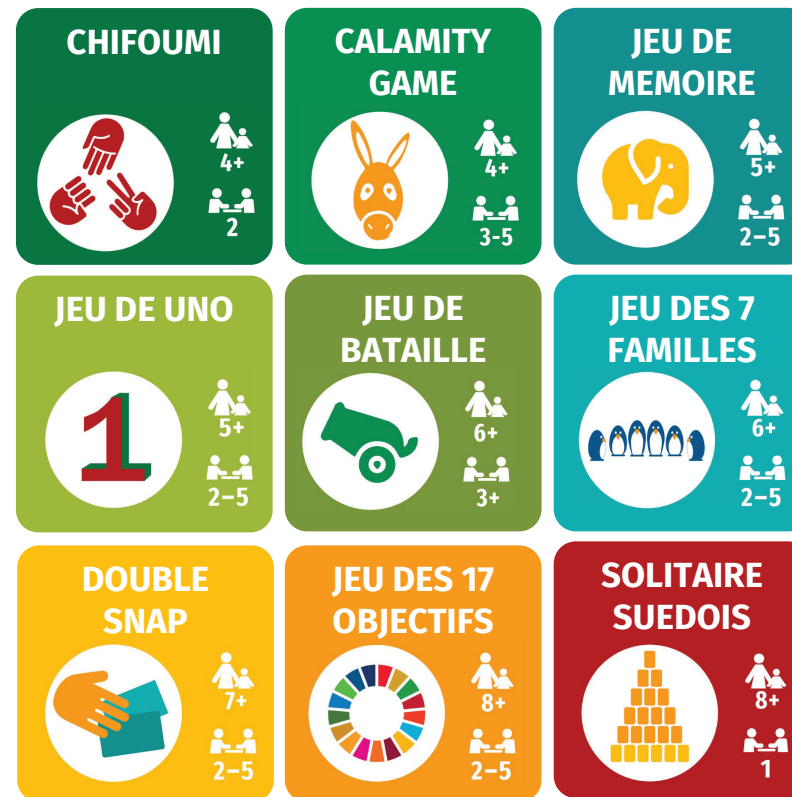 CHIFOUMI
4+
2
CALAMITY
GAME
4+
3-5
JEU DE
MEMOIRE
5+
2–5
JEU DE UNO
1
5+
2–5
JEU DE
BATAILLE
6+
3+
JEU DES 7
FAMILLES
6+
2–5
DOUBLE
SNAP
7+
2–5
JEU DES 17
OBJECTIFS
8+
2–5
SOLITAIRE
SUEDOIS
8+
1